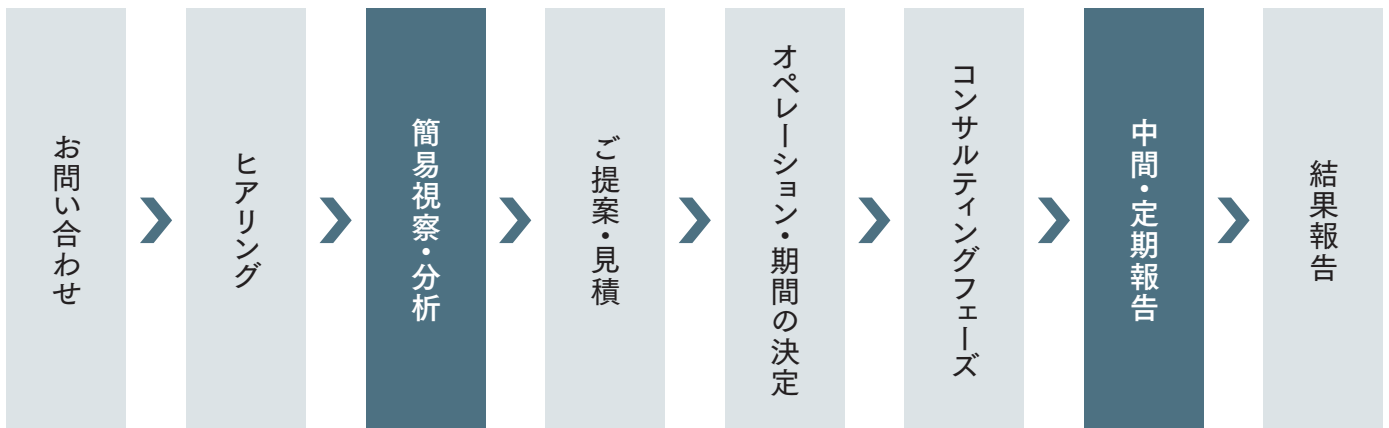 お問い合わせ
ヒアリング
簡易視察・分析
ご提案・見積
オペレーション・期間の決定
コンサルティングフェーズ
中間・定期報告
結果報告